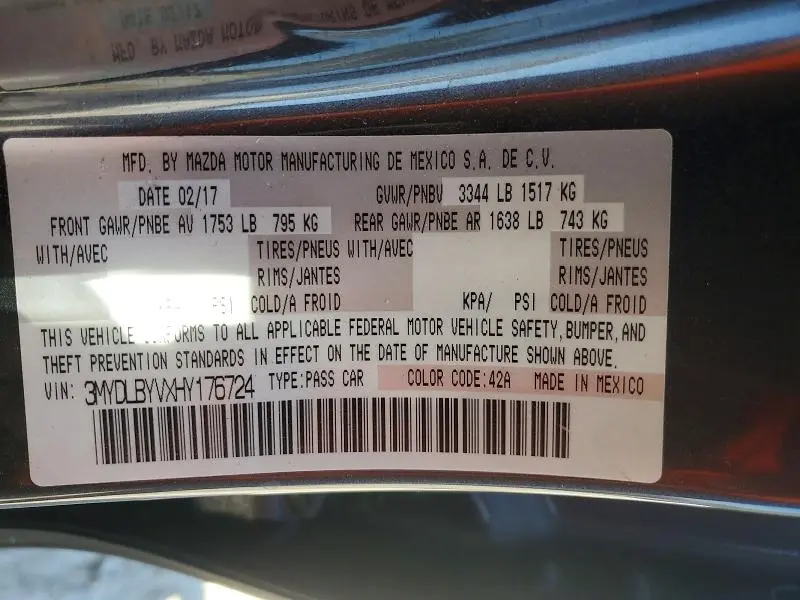 MFD. BY MAZDA MOTOR MANUFACTURING DE MEXICO S.A. DE C.V.
DATE 02/17 GVWR/PNBV 3344 LB 1517 KG
FRONT GAWR/PNBE AV 1753 LB 795 KG REAR GAWR/PNBE AR 1638 LB 743 KG
WITH/AVEC TIRES/PNEUS WITH/AVEC TIRES/PNEUS
RIMS/JANTES RIMS/JANTES
PSI COLD/A FROID KPA/ PSI COLD/A FROID
THIS VEHICLE CONFORMS TO ALL APPLICABLE FEDERAL MOTOR VEHICLE SAFETY, BUMPER, AND
THEFT PREVENTION STANDARDS IN EFFECT ON THE DATE OF MANUFACTURE SHOWN ABOVE.
VIN: 3MYDLBYVXHY176724 TYPE:PASS CAR COLOR CODE:42A MADE IN MEXICO